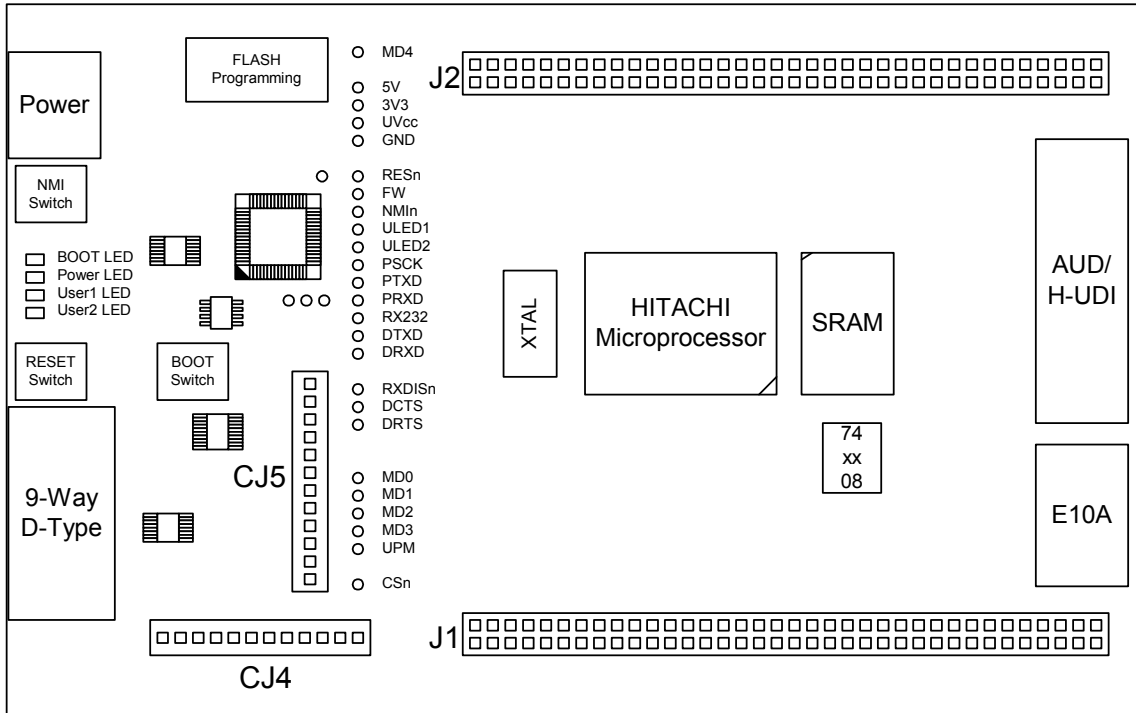 FLASH
Programming
MD4
J2
5V
3V3
UVcc
GND
Power
NMI
Switch
RESn
FW
NMIn
ULED1
ULED2
PSCK
PTXD
PRXD
RX232
DTXD
DRXD
BOOT LED
Power LED
User1 LED
User2 LED
RESET
Switch
BOOT
Switch
RXDISn
DCTS
DRTS
XTAL
HITACHI
Microprocessor
SRAM
AUD/
H-UDI
74
xx
08
E10A
CJ5
9-Way
D-Type
MD0
MD1
MD2
MD3
UPM
CSn
J1
CJ4